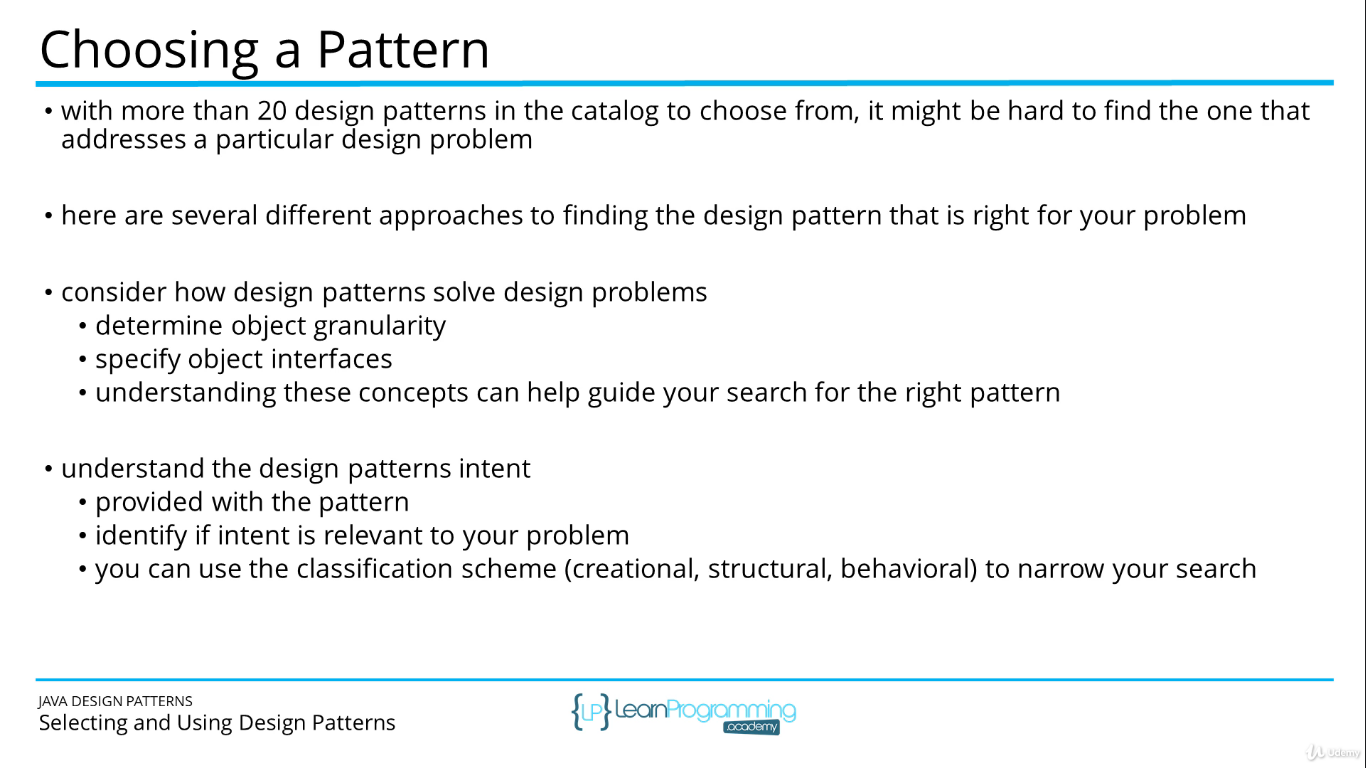 Choosing a Pattern
• with more than 20 design patterns in the catalog to choose from, it might be hard to find the one that
addresses a particular design problem
• here are several different approaches to finding the design pattern that is right for your problem
• consider how design patterns solve design problems
• determine object granularity
• specify object interfaces
• understanding these concepts can help guide your search for the right pattern
• understand the design patterns intent
• provided with the pattern
• identify if intent is relevant to your problem
• you can use the classification scheme (creational, structural, behavioral) to narrow your search
JAVA DESIGN PATTERNS
Selecting and Using Design Patterns
{LP} LearnProgramming
.academy
Udemy